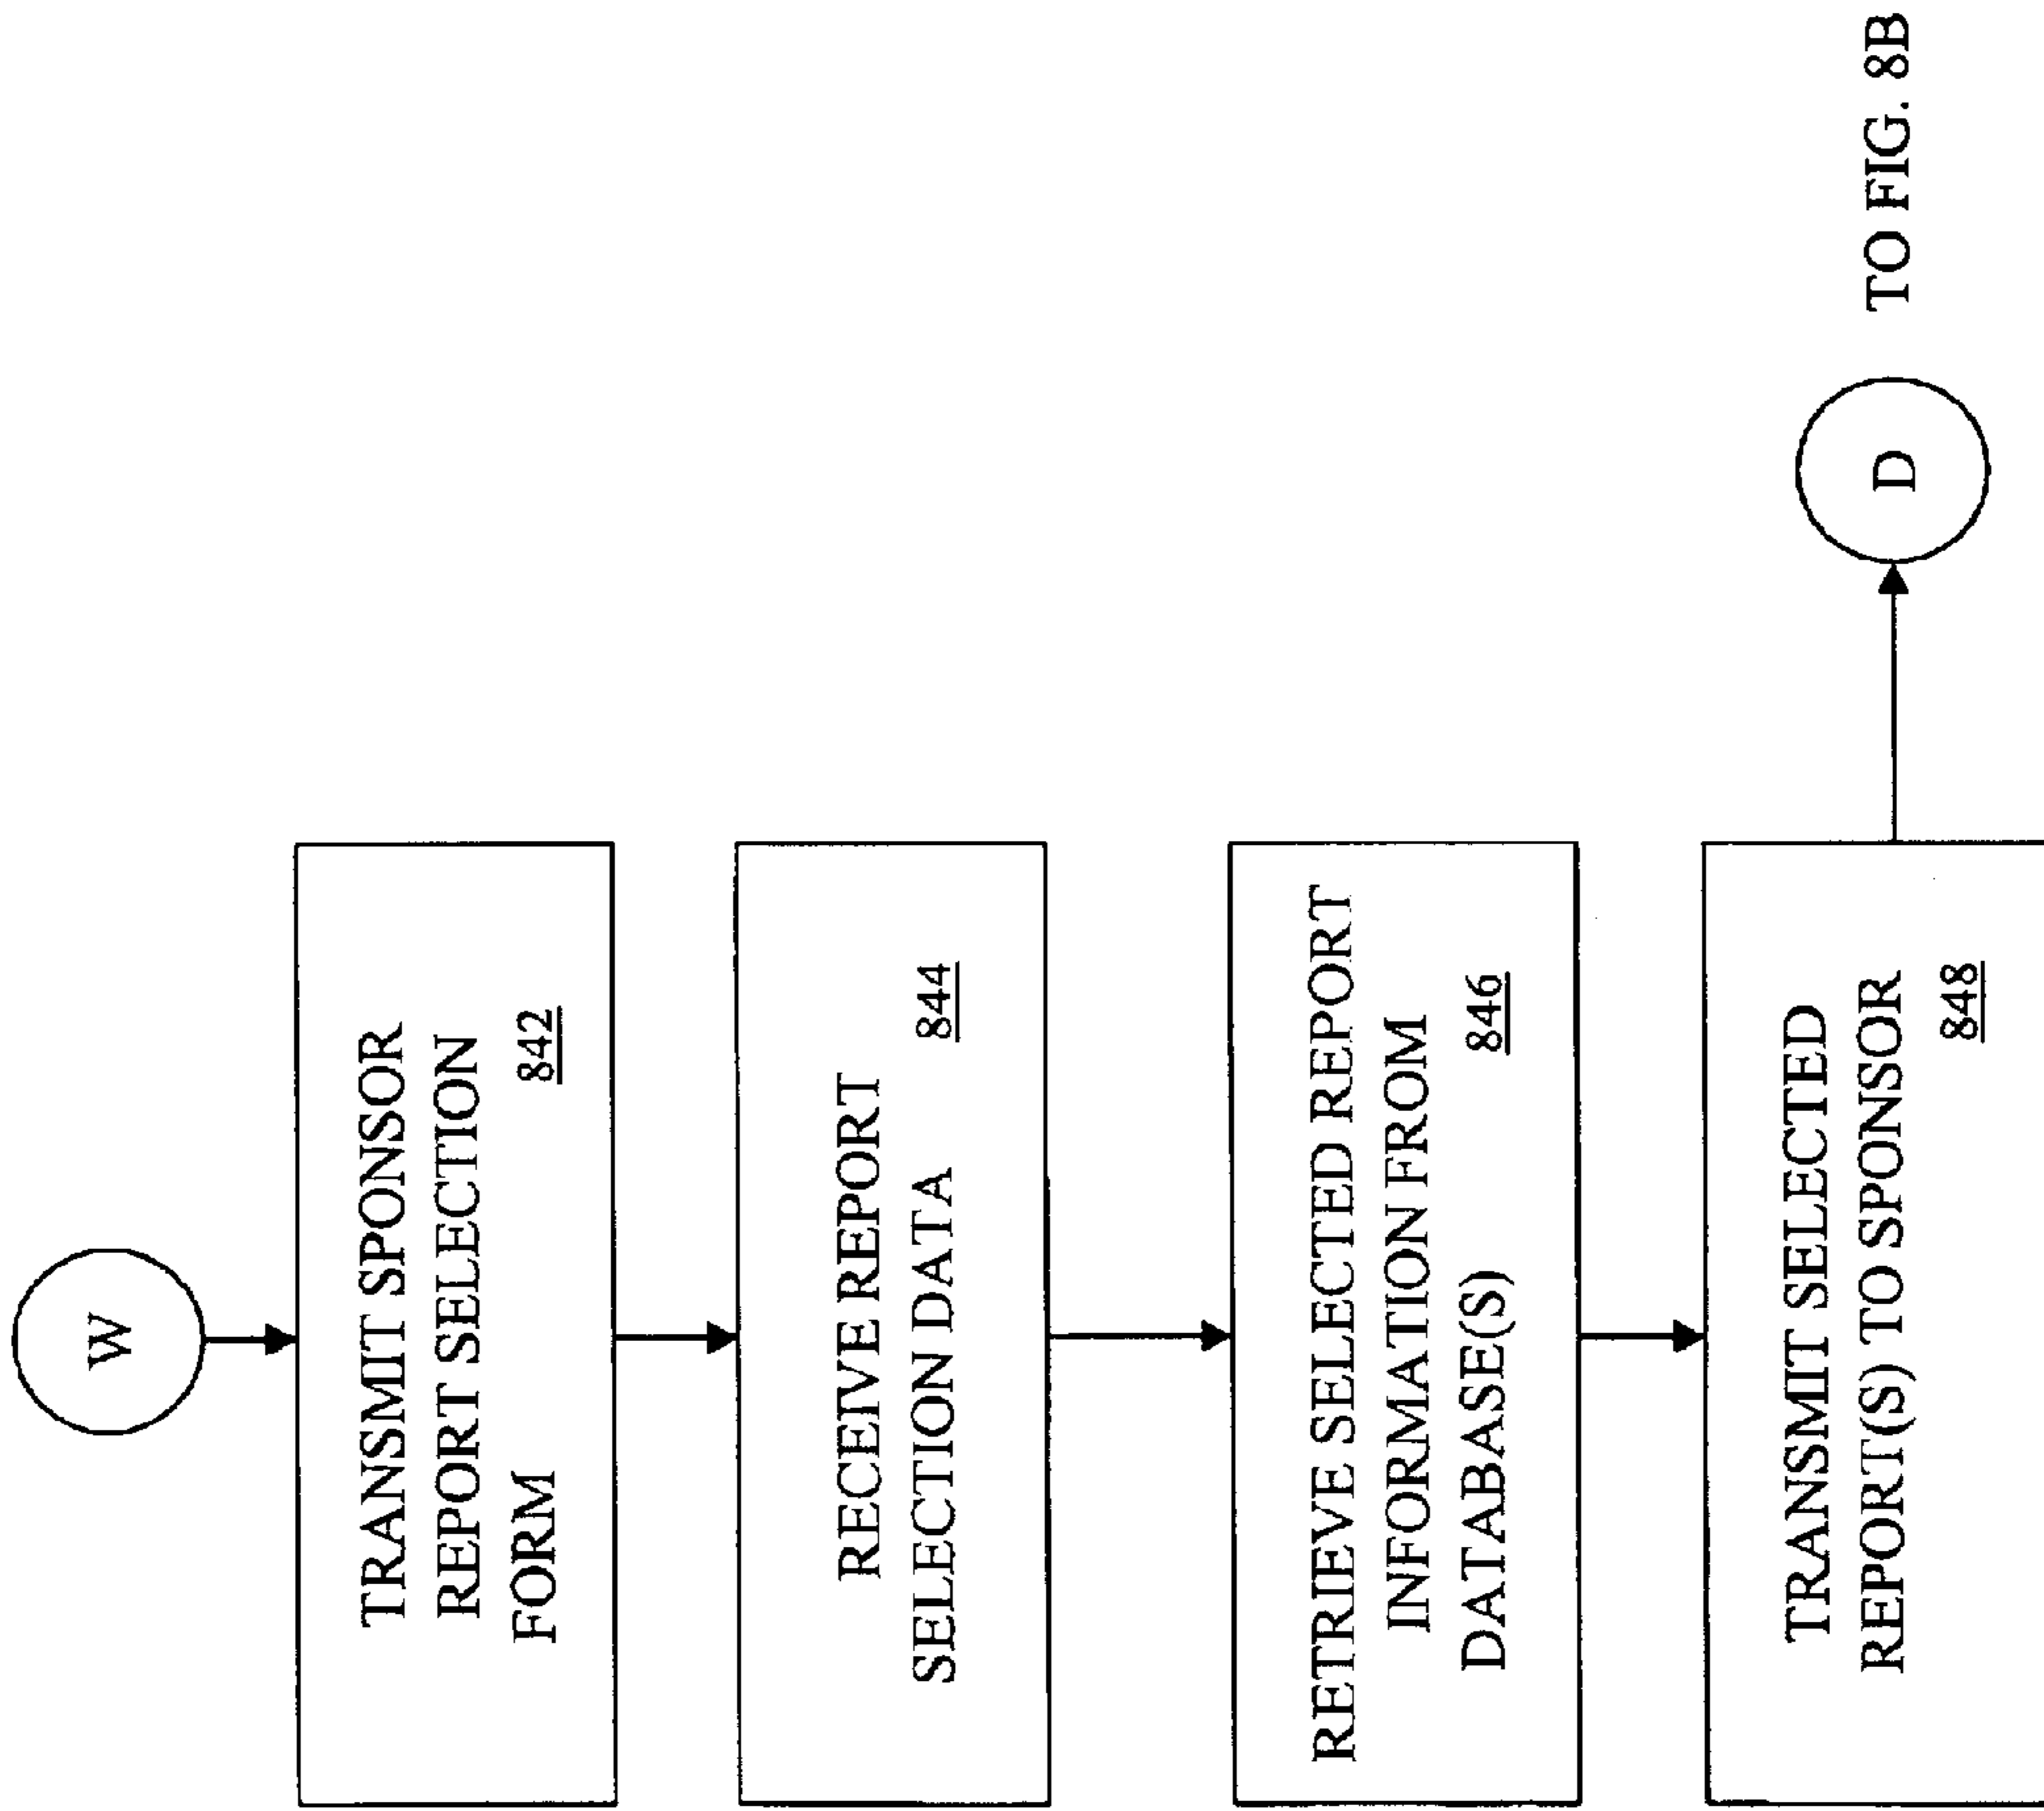 W
TRANSMIT SPONSOR
REPORT SELECTION
FORM
842
RECEIVE REPORT
SELECTION DATA
844
RETRIEVE SELECTED REPORT
INFORMATION FROM
DATABASE(S)
846
TRANSMIT SELECTED
REPORT(S) TO SPONSOR
848
D
TO FIG. 8B